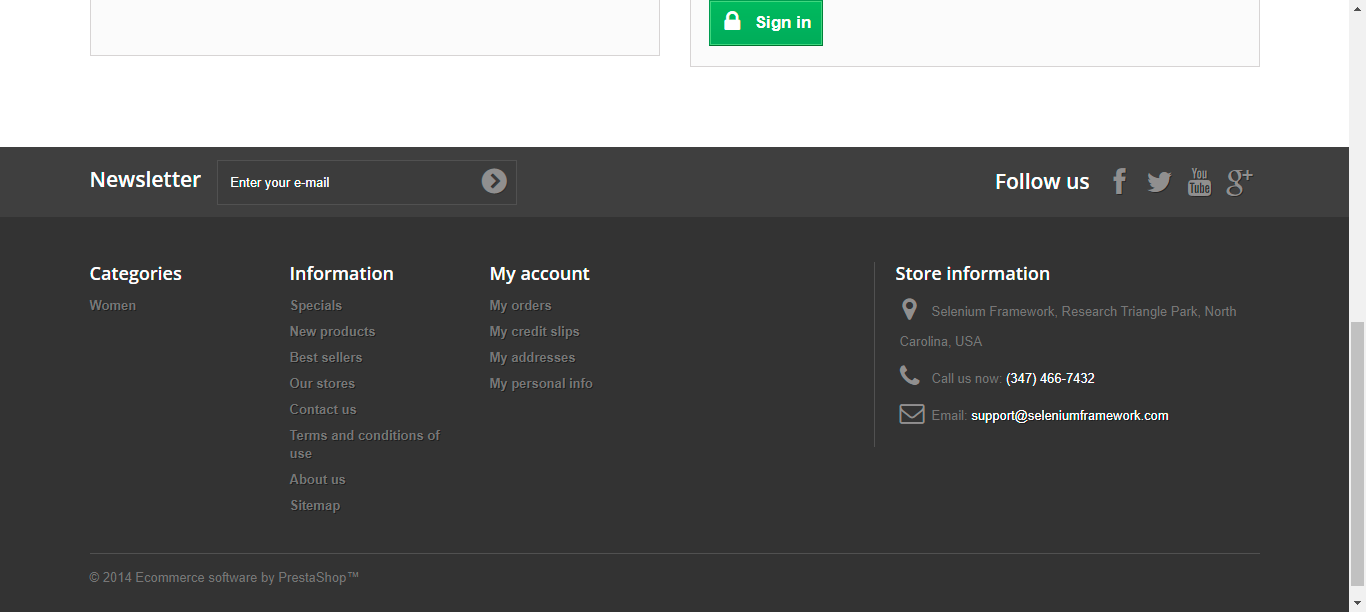 Sign in
Newsletter
Enter your e-mail
Follow us
You
Tube
g+
Categories
Women
Information
Specials
New products
Best sellers
Our stores
Contact us
Terms and conditions of
use
About us
Sitemap
My account
My orders
My credit slips
My addresses
My personal info
Store information
Selenium Framework, Research Triangle Park, North
Carolina, USA
Call us now: (347) 466-7432
Email: support@seleniumframework.com
© 2014 Ecommerce software by PrestaShop™